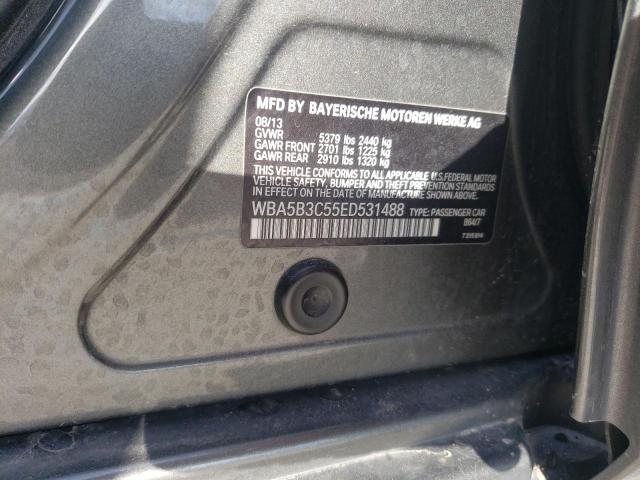 MFD BY BAYERISCHE MOTOREN WERKE AG
08/13
GVWR 5379 lbs 2440 kg
GAWR FRONT 2701 lbs 1225 kg
GAWR REAR 2910 lbs 1320 kg
THIS VEHICLE CONFORMS TO ALL APPLICABLE U.S. FEDERAL MOTOR
VEHICLE SAFETY, BUMPER AND THEFT PREVENTION STANDARDS
IN EFFECT ON THE DATE OF MANUFACTURE SHOWN ABOVE.
WBA5B3C55ED531488 TYPE: PASSENGER CAR
B64/7